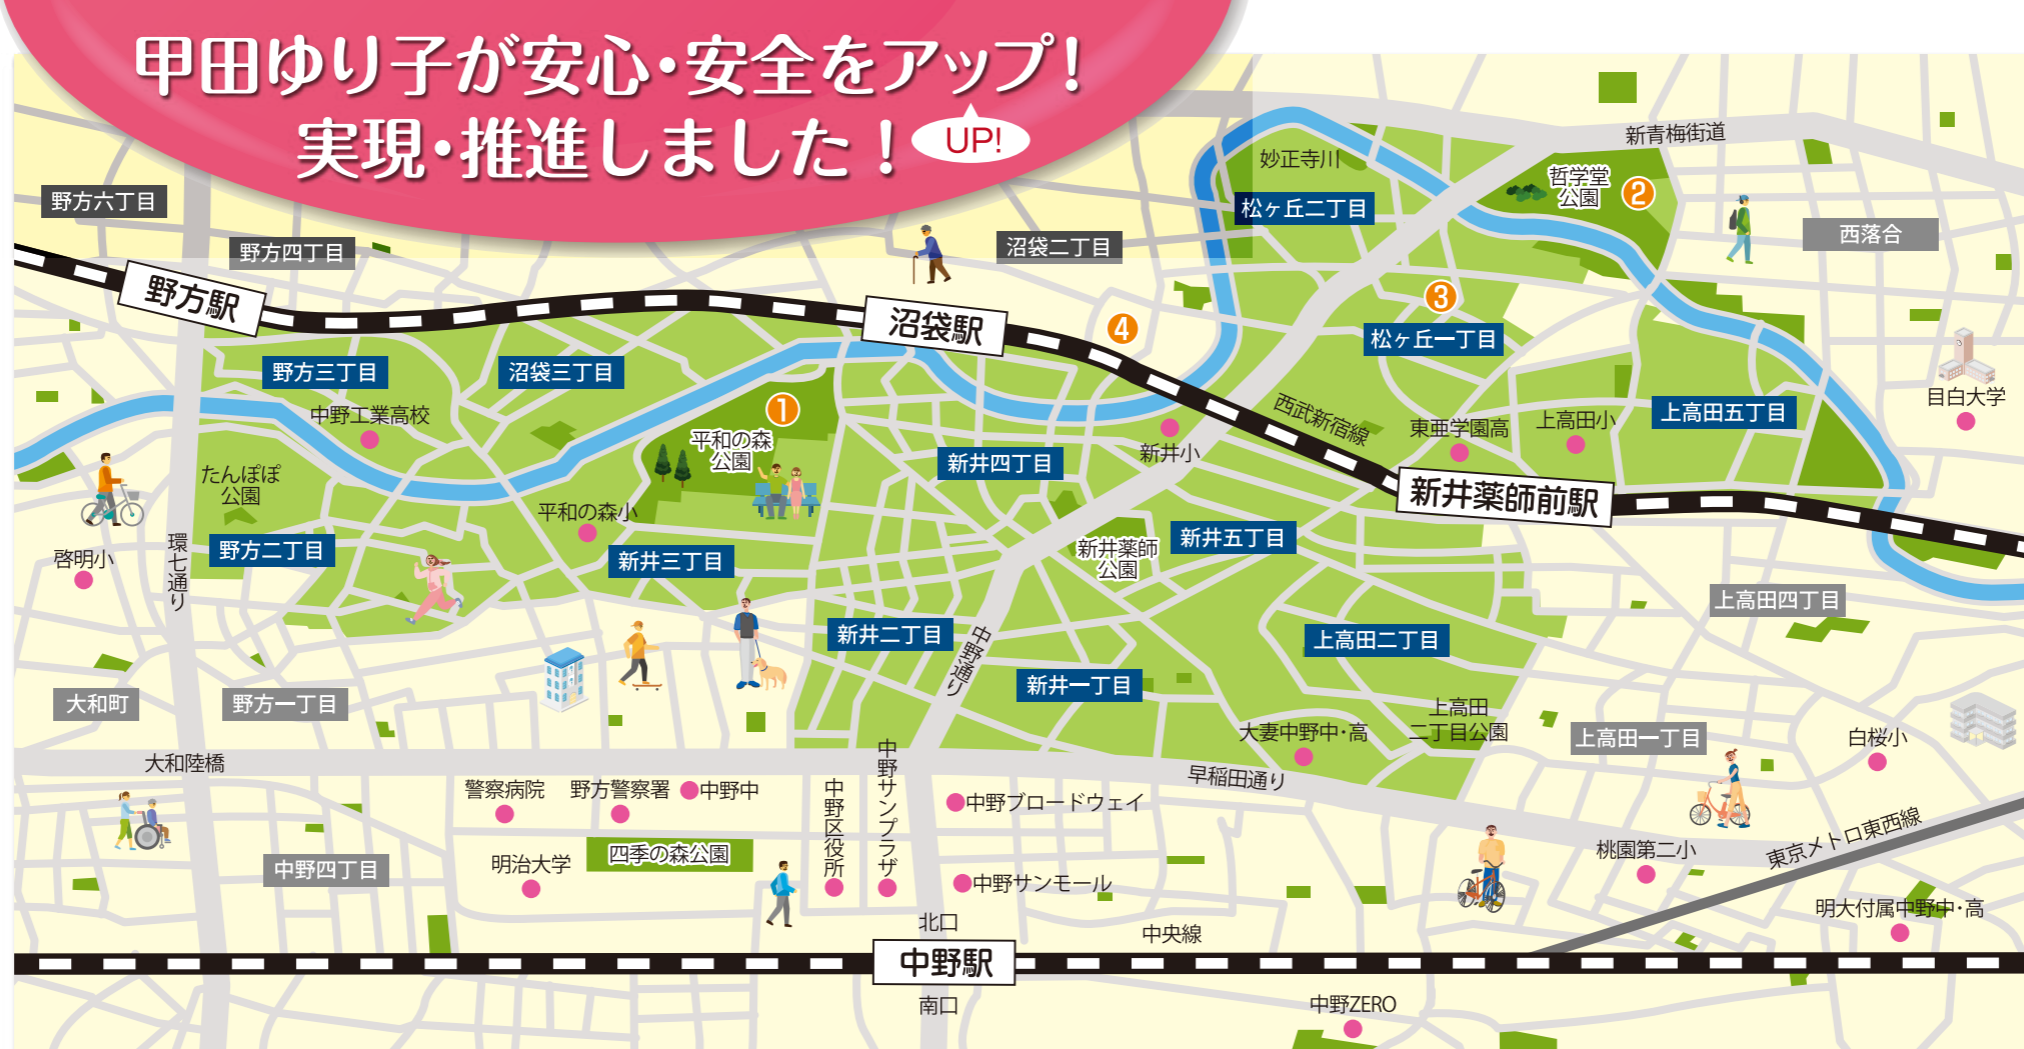 甲田ゆり子が安心・安全をアップ！
実現・推進しました！
UP!
新青梅街道
妙正寺川
哲学堂
公園
2
野方六丁目
松ヶ丘二丁目
西落合
野方四丁目
沼袋二丁目
野方駅
沼袋駅
4
3
松ヶ丘一丁目
野方三丁目
沼袋三丁目
中野工業高校
1
平和の森
公園
西武新宿線
東亜学園高
上高田小
上高田五丁目
目白大学
新井小
新井四丁目
たんぽぽ
公園
平和の森小
新井薬師前駅
啓明小
環七通り
野方二丁目
新井三丁目
新井薬師
公園
新井五丁目
上高田四丁目
新井二丁目
中野通り
上高田二丁目
新井一丁目
大和町
野方一丁目
上高田
二丁目公園
大妻中野中・高
上高田一丁目
白桜小
大和陸橋
早稲田通り
警察病院
野方警察署
中野中
中野区役所
中野サンプラザ
中野ブロードウェイ
明治大学
四季の森公園
中野四丁目
中野サンモール
桃園第二小
東京メトロ東西線
明大付属中野中・高
北口
中央線
中野駅
南口
中野ZERO